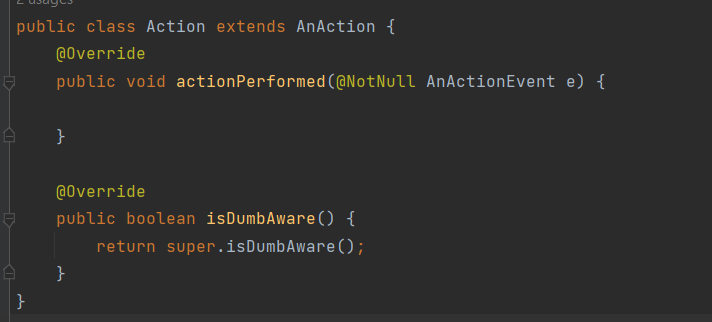 2 usages
public class Action extends AnAction {
@Override
public void actionPerformed(@NotNull AnActionEvent e) {
}
@Override
public boolean isDumbAware() {
return super.isDumbAware();
}
}